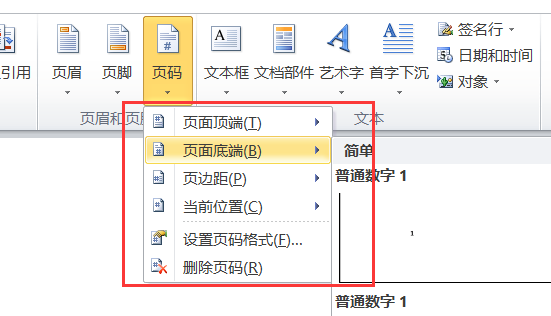 签名行
日期和时间
引用
页眉
页脚
页码
文本框
文档部件
艺术字
首字下沉
对象
页眉和页脚
文本
页面顶端(T)
页面底端(B)
页边距(P)
当前位置(C)
设置页码格式(F)...
删除页码(R)
简单
普通数字 1
1
普通数字 1